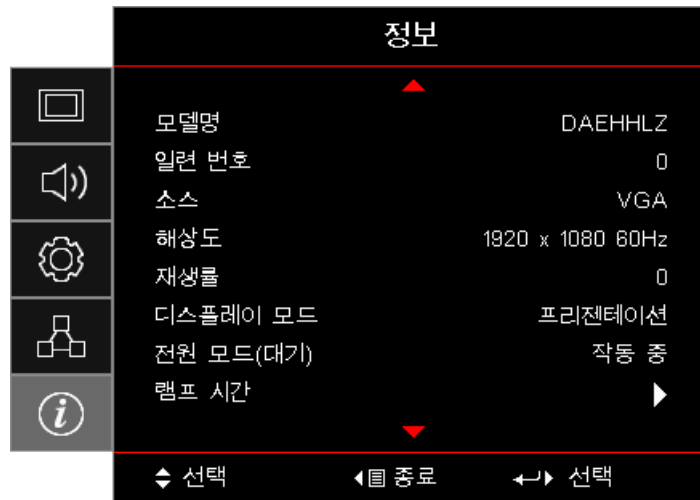 정보
모델명 DAEHHLZ
일련 번호 0
소스 VGA
해상도 1920 x 1080 60Hz
재생률 0
디스플레이 모드 프리젠테이션
전원 모드(대기) 작동 중
램프 시간
선택 종료 선택